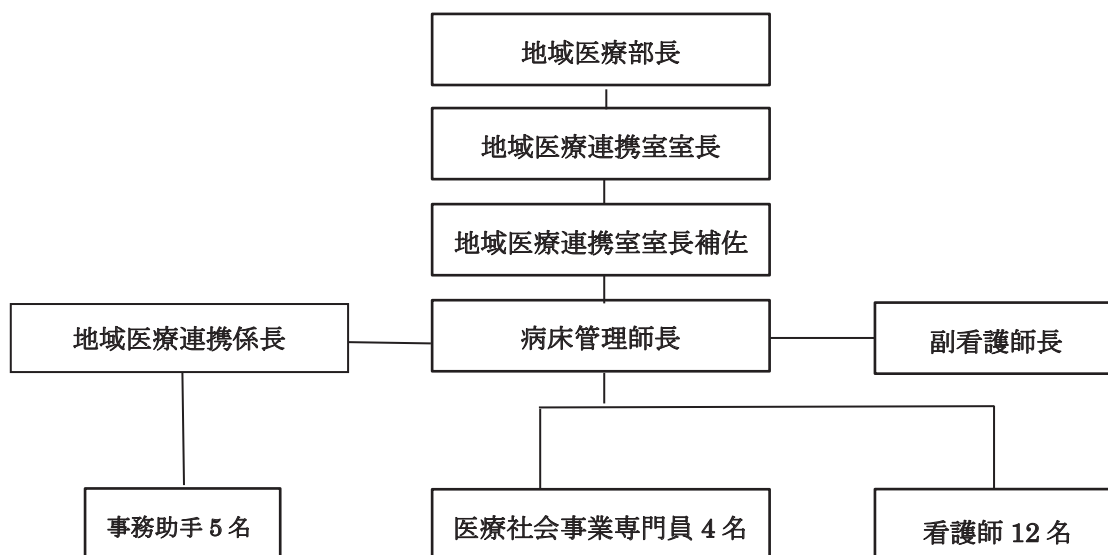 地域医療部長
地域医療連携室室長
地域医療連携室室長補佐
地域医療連携係長
病床管理師長
副看護師長
事務助手 5 名
医療社会事業専門員 4 名
看護師 12 名